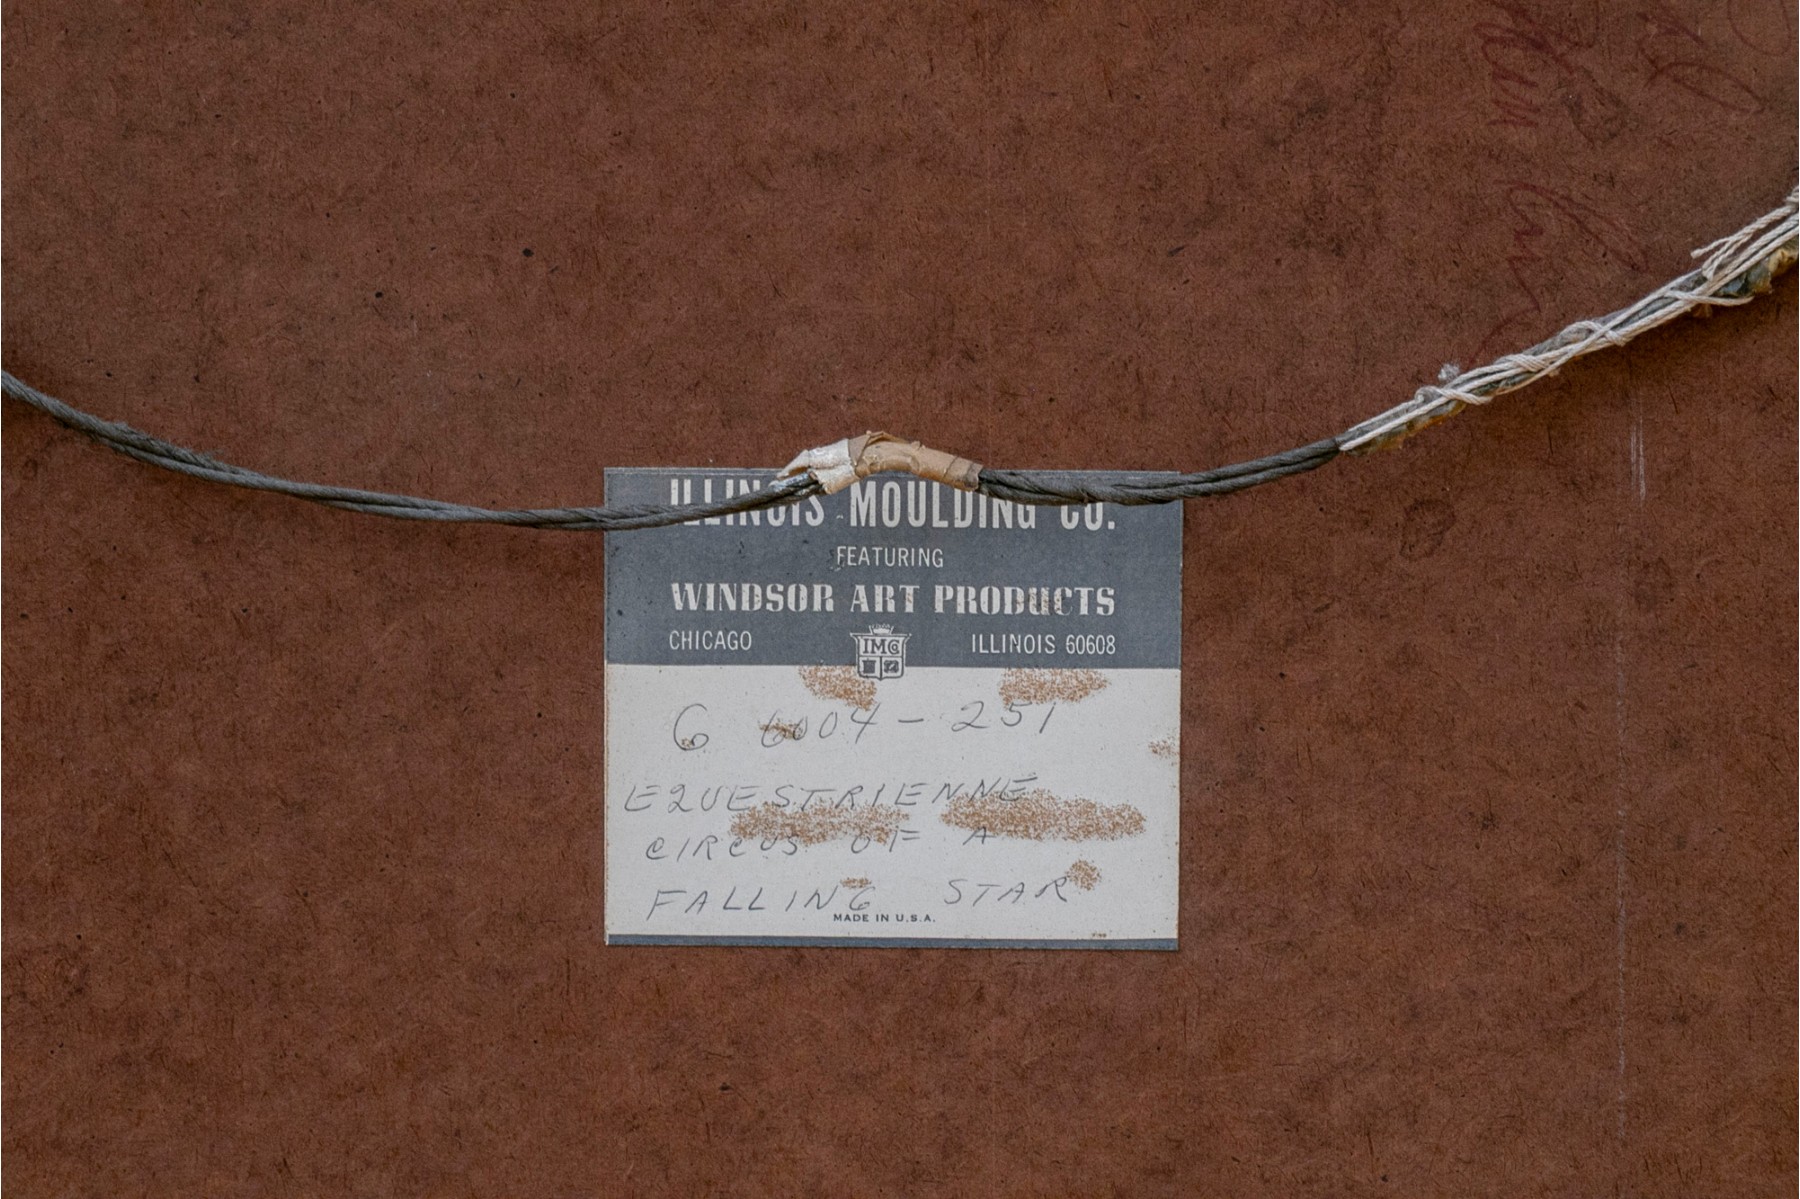 ILLINOIS MOULDING CO.
FEATURING
WINDSOR ART PRODUCTS
CHICAGO ILLINOIS 60608
IMCo
6 6004-251
EQUESTRIENNE
CIRCUS OF A
FALLING STAR
MADE IN U.S.A.